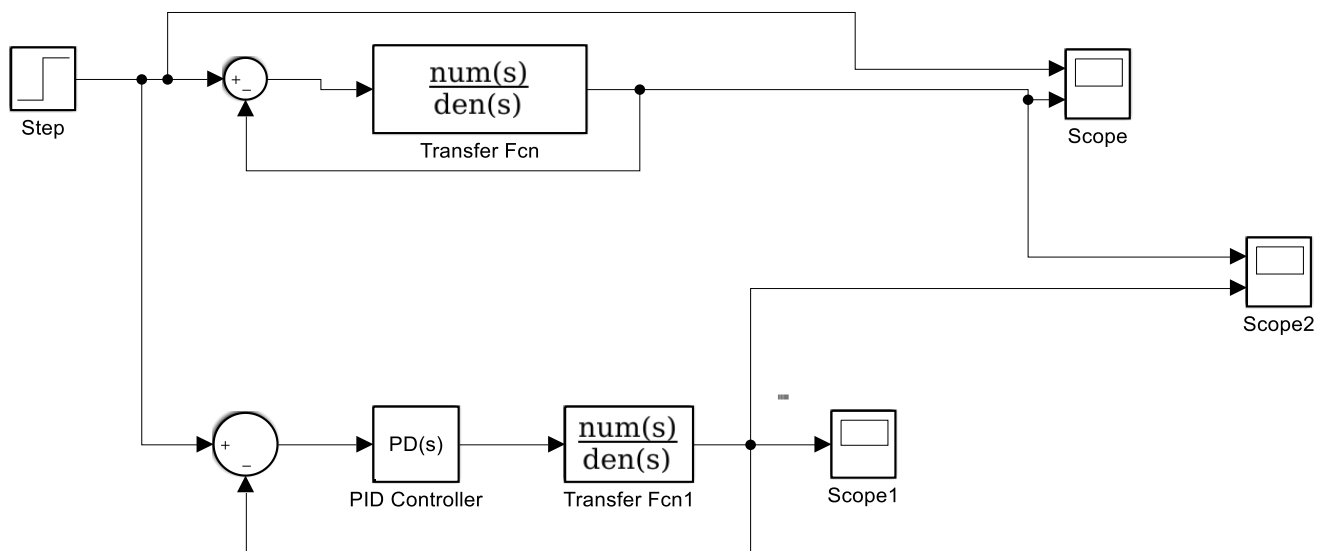 Step
+
−
num(s)
den(s)
Transfer Fcn
Scope
Scope2
+
−
PD(s)
PID Controller
num(s)
den(s)
Transfer Fcn1
Scope1